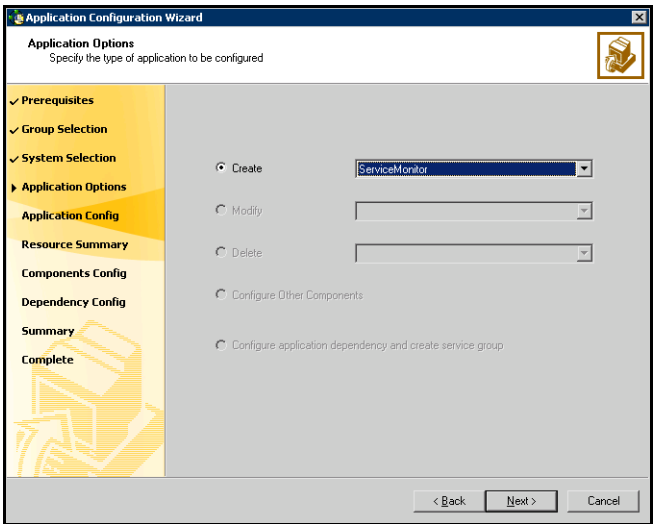 Application Configuration Wizard
Application Options
Specify the type of application to be configured
Prerequisites
Group Selection
System Selection
Application Options
Application Config
Resource Summary
Components Config
Dependency Config
Summary
Complete
Create
ServiceMonitor
Modify
Delete
Configure Other Components
Configure application dependency and create service group
< Back
Next >
Cancel